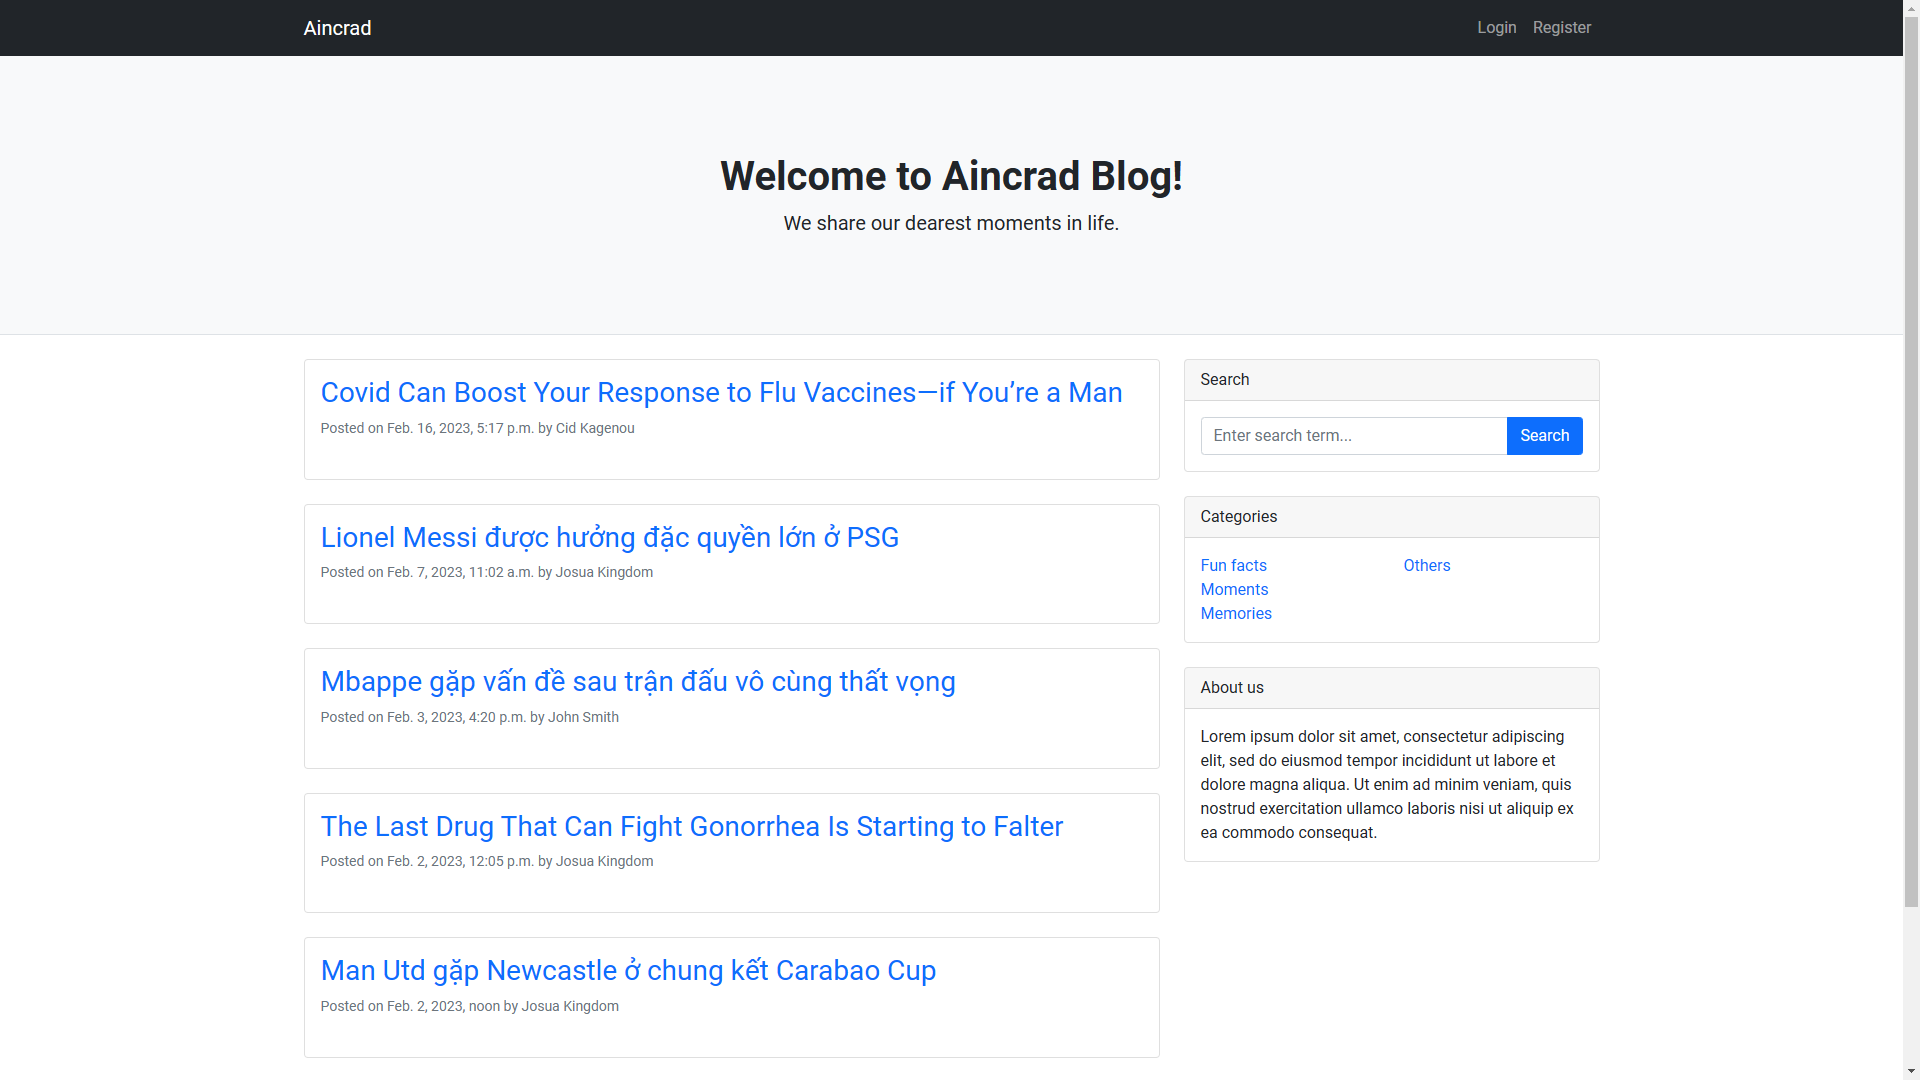 Aincrad
Login Register
Welcome to Aincrad Blog!
We share our dearest moments in life.
Covid Can Boost Your Response to Flu Vaccines—if You’re a Man
Posted on Feb. 16, 2023, 5:17 p.m. by Cid Kagenou
Lionel Messi được hưởng đặc quyền lớn ở PSG
Posted on Feb. 7, 2023, 11:02 a.m. by Josua Kingdom
Mbappe gặp vấn đề sau trận đấu vô cùng thất vọng
Posted on Feb. 3, 2023, 4:20 p.m. by John Smith
The Last Drug That Can Fight Gonorrhea Is Starting to Falter
Posted on Feb. 2, 2023, 12:05 p.m. by Josua Kingdom
Man Utd gặp Newcastle ở chung kết Carabao Cup
Posted on Feb. 2, 2023, noon by Josua Kingdom
Search
Enter search term... Search
Categories
Fun facts Others
Moments
Memories
About us
Lorem ipsum dolor sit amet, consectetur adipiscing
elit, sed do eiusmod tempor incididunt ut labore et
dolore magna aliqua. Ut enim ad minim veniam, quis
nostrud exercitation ullamco laboris nisi ut aliquip ex
ea commodo consequat.